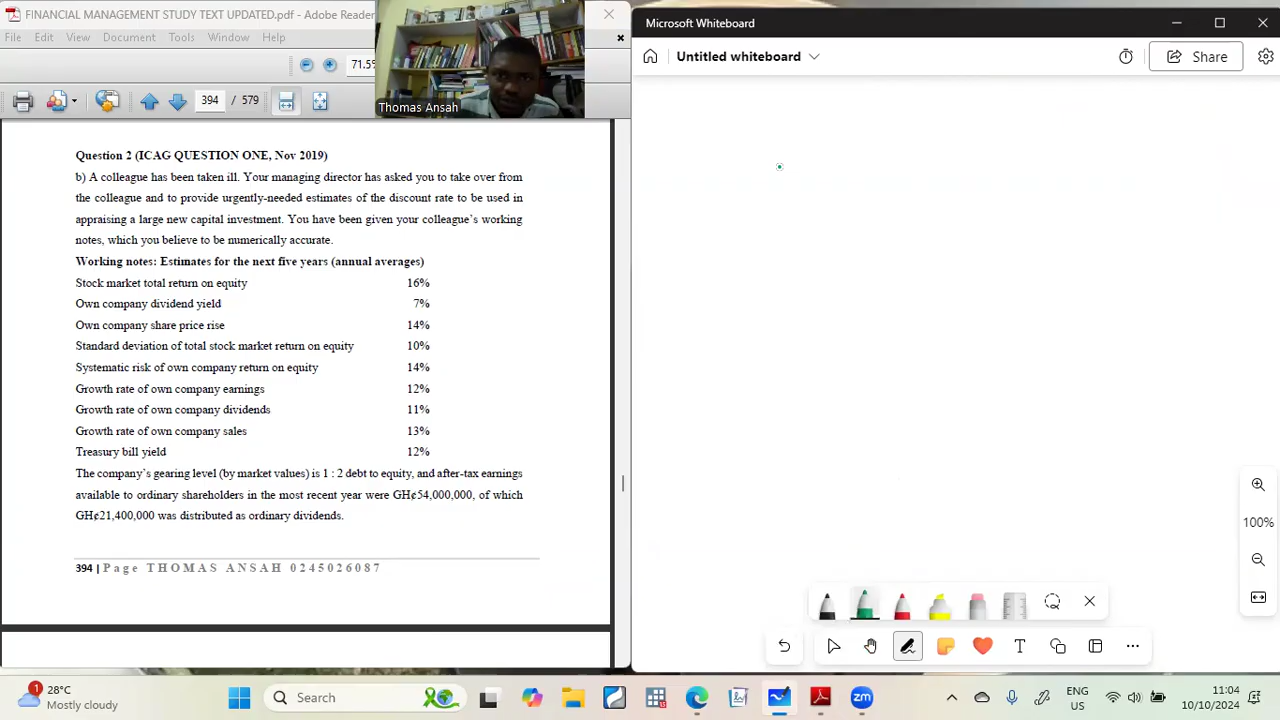 FINANCIAL MANAGEMENT STUDY TEXT UPDATED.pdf - Adobe Reader
Edit View Document Tools Window Help
71.5%
394 / 579
Thomas Ansah
Question 2 (ICAG QUESTION ONE, Nov 2019)
b) A colleague has been taken ill. Your managing director has asked you to take over from
the colleague and to provide urgently-needed estimates of the discount rate to be used in
appraising a large new capital investment. You have been given your colleague's working
notes, which you believe to be numerically accurate.
Working notes: Estimates for the next five years (annual averages)
Stock market total return on equity 16%
Own company dividend yield 7%
Own company share price rise 14%
Standard deviation of total stock market return on equity 10%
Systematic risk of own company return on equity 14%
Growth rate of own company earnings 12%
Growth rate of own company dividends 11%
Growth rate of own company sales 13%
Treasury bill yield 12%
The company's gearing level (by market values) is 1 : 2 debt to equity, and after-tax earnings
available to ordinary shareholders in the most recent year were GH¢54,000,000, of which
GH¢21,400,000 was distributed as ordinary dividends.
394 | Page THOMAS ANSAH 0245026087
Microsoft Whiteboard
Untitled whiteboard
Share
100%
1
28°C
Mostly cloudy
Search
zm
ENG
US
11:04
10/10/2024